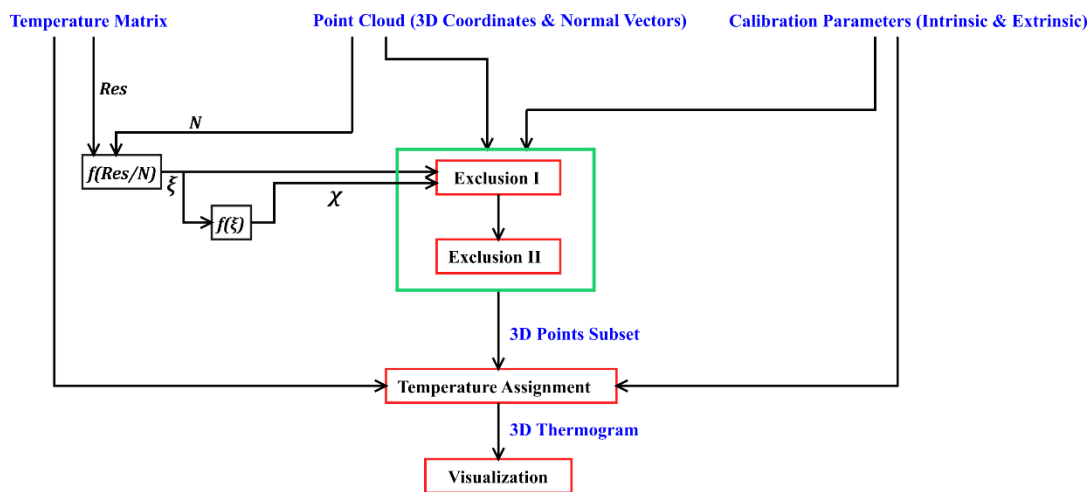 Temperature Matrix
Point Cloud (3D Coordinates & Normal Vectors)
Calibration Parameters (Intrinsic & Extrinsic)
Res
N
f(Res/N)
ξ
Exclusion I
χ
f(ξ)
Exclusion II
3D Points Subset
Temperature Assignment
3D Thermogram
Visualization